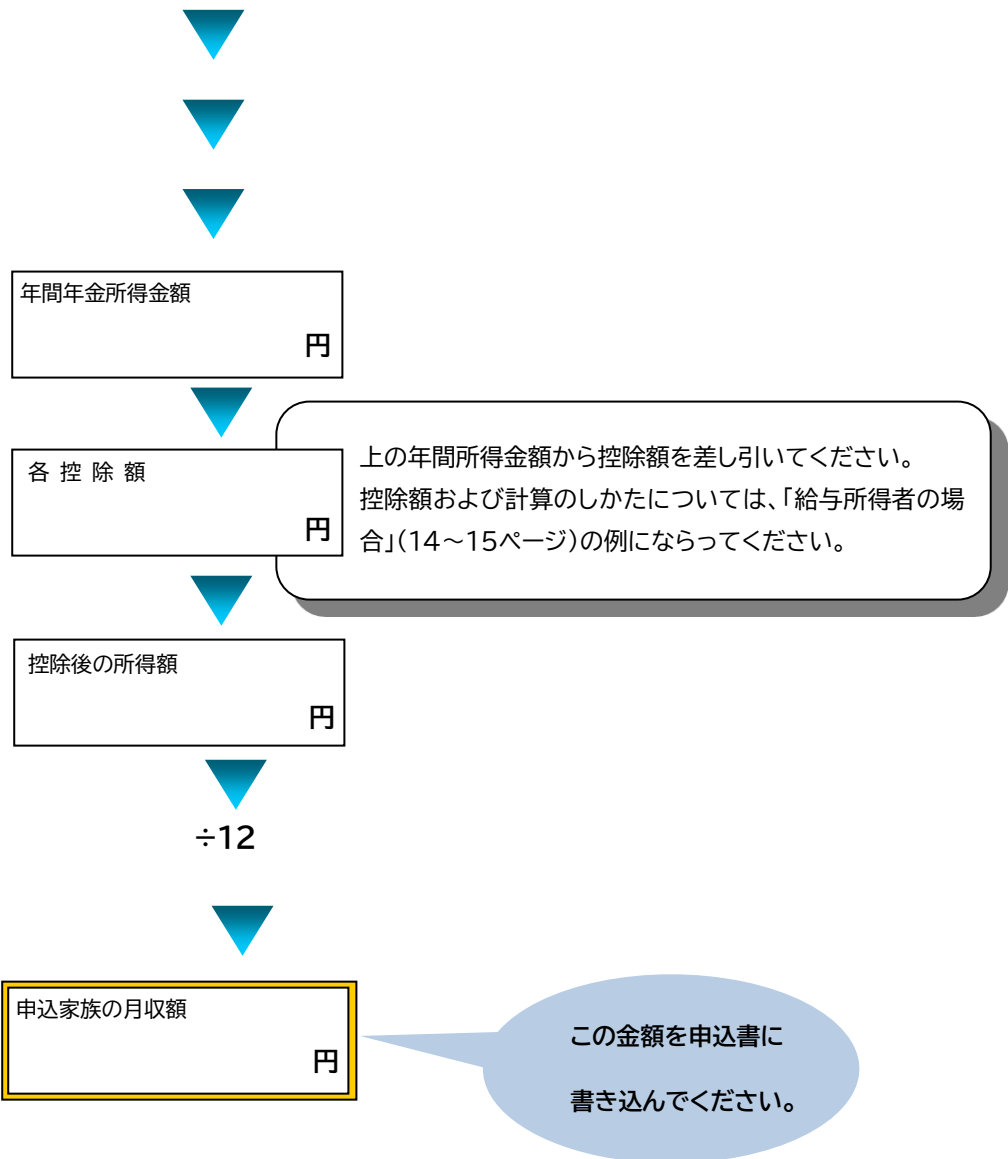 年間年金所得金額
円
各 控 除 額
円
上の年間所得金額から控除額を差し引いてください。
控除額および計算のしかたについては、「給与所得者の場
合」(14～15ページ)の例にならってください。
控除後の所得額
円
÷12
申込家族の月収額
円
この金額を申込書に
書き込んでください。